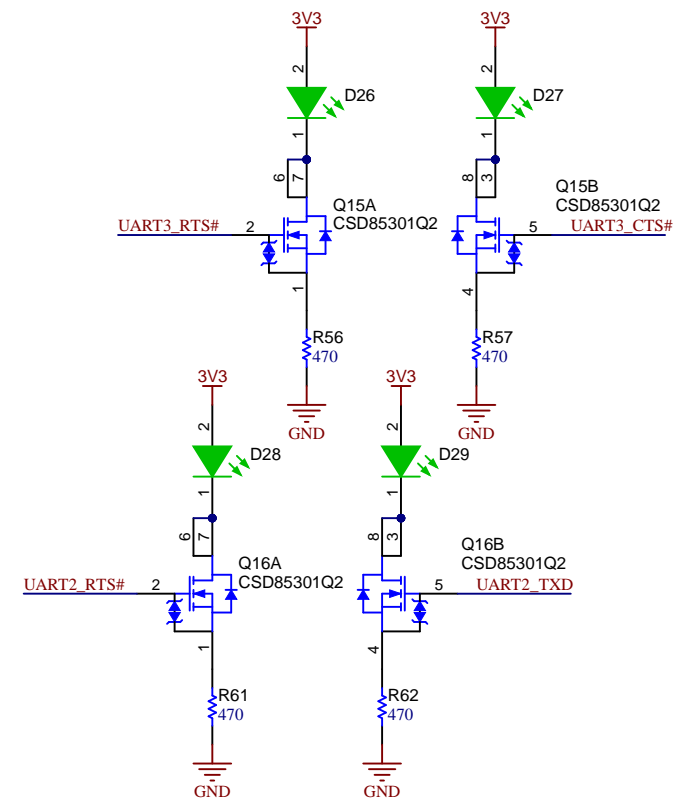 3V3
3V3
2
2
D26
D27
1
1
6
7
8
3
Q15A
CSD85301Q2
Q15B
CSD85301Q2
UART3_RTS#
2
5
UART3_CTS#
1
4
R56
470
R57
470
GND
GND
3V3
3V3
2
2
D28
D29
1
1
6
7
8
3
Q16A
CSD85301Q2
Q16B
CSD85301Q2
UART2_RTS#
2
5
UART2_TXD
1
4
R61
470
R62
470
GND
GND